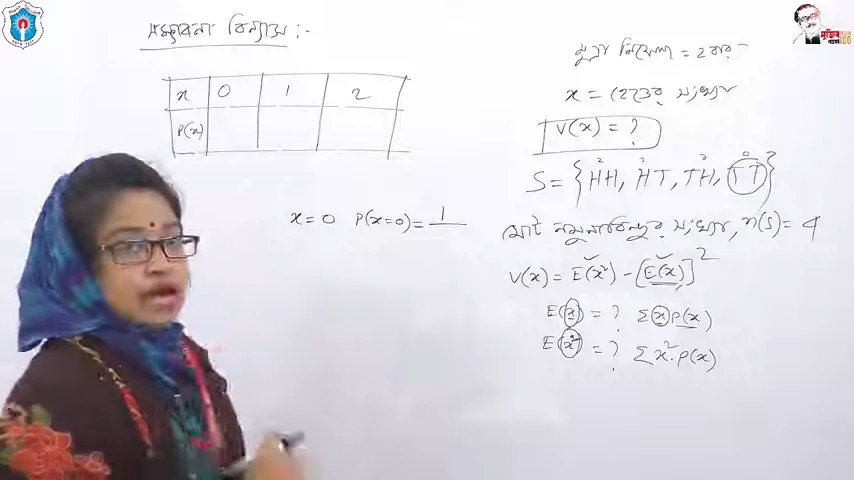 সম্ভাবনা বিন্যাস :-
x 0 1 2
P(x)
x = 0 P(x=0) = 1
মুদ্রা নিক্ষেপ = 2 বার
x = হেডের সংখ্যা
V(x) = ?
S = {HH, HT, TH, TT}
মোট নমুনাবিন্দুর সংখ্যা, n(S) = 4
V(x) = E(x²) - [E(x)]²
E(x) = ? Σxp(x)
E(x²) = ? Σx².p(x)